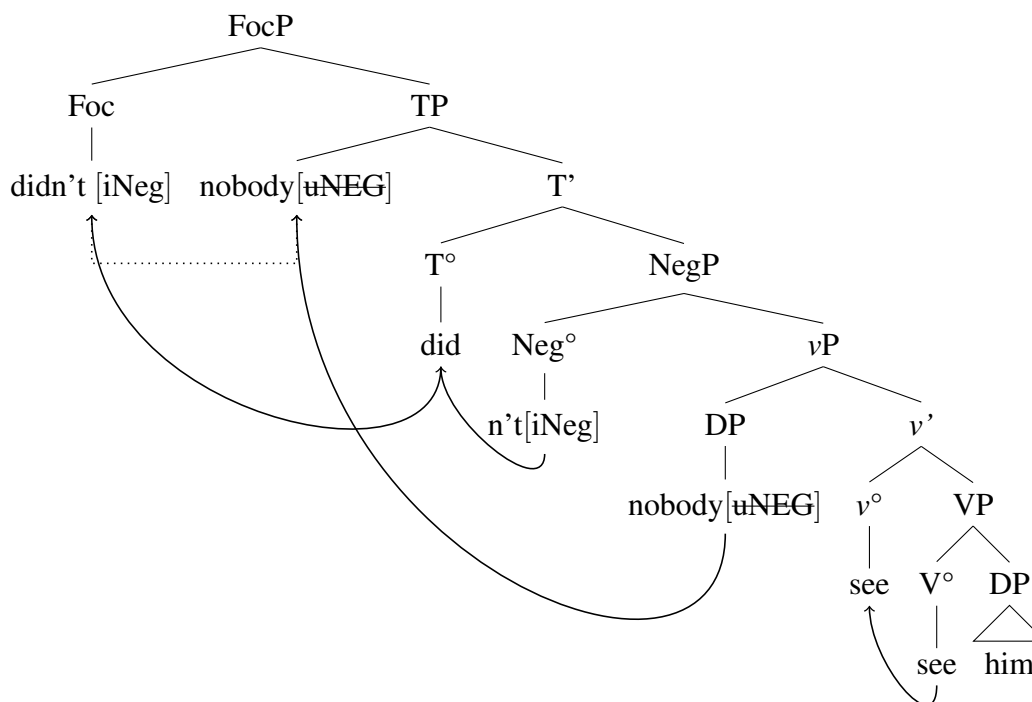 FocP
Foc TP
didn't [iNeg] nobody[uNEG] T'
T° NegP
did Neg° vP
n't[iNeg] DP v'
nobody[uNEG] v° VP
see V° DP
see him